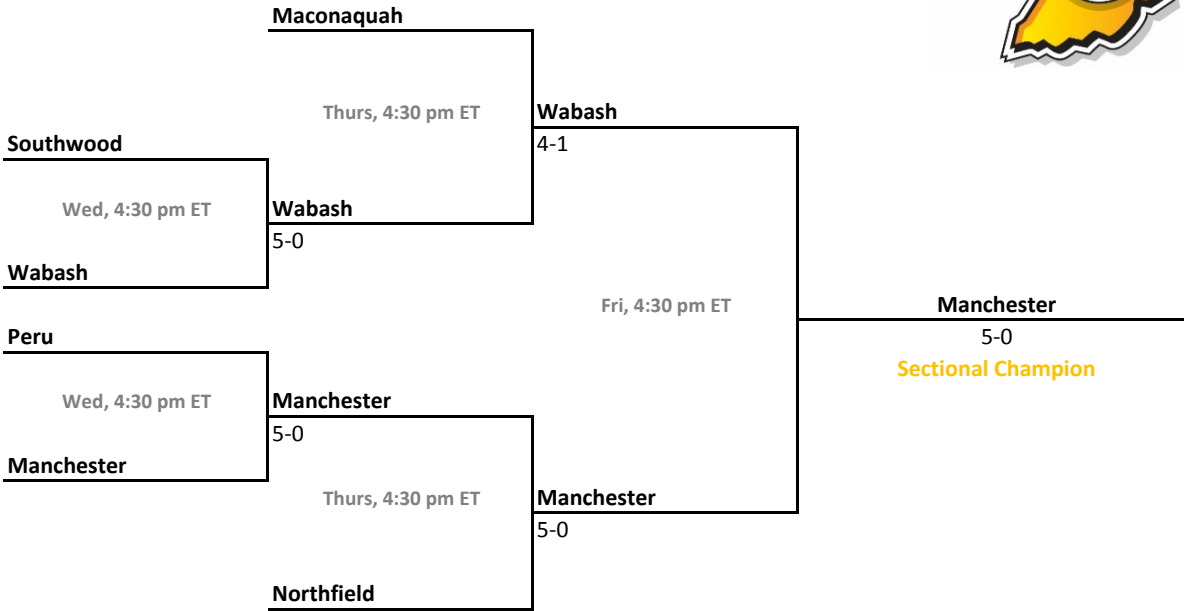 Maconaquah
Thurs, 4:30 pm ET
Wabash
4-1
Southwood
Wed, 4:30 pm ET
Wabash
5-0
Wabash
Fri, 4:30 pm ET
Manchester
5-0
Sectional Champion
Peru
Wed, 4:30 pm ET
Manchester
5-0
Manchester
Thurs, 4:30 pm ET
Manchester
5-0
Northfield